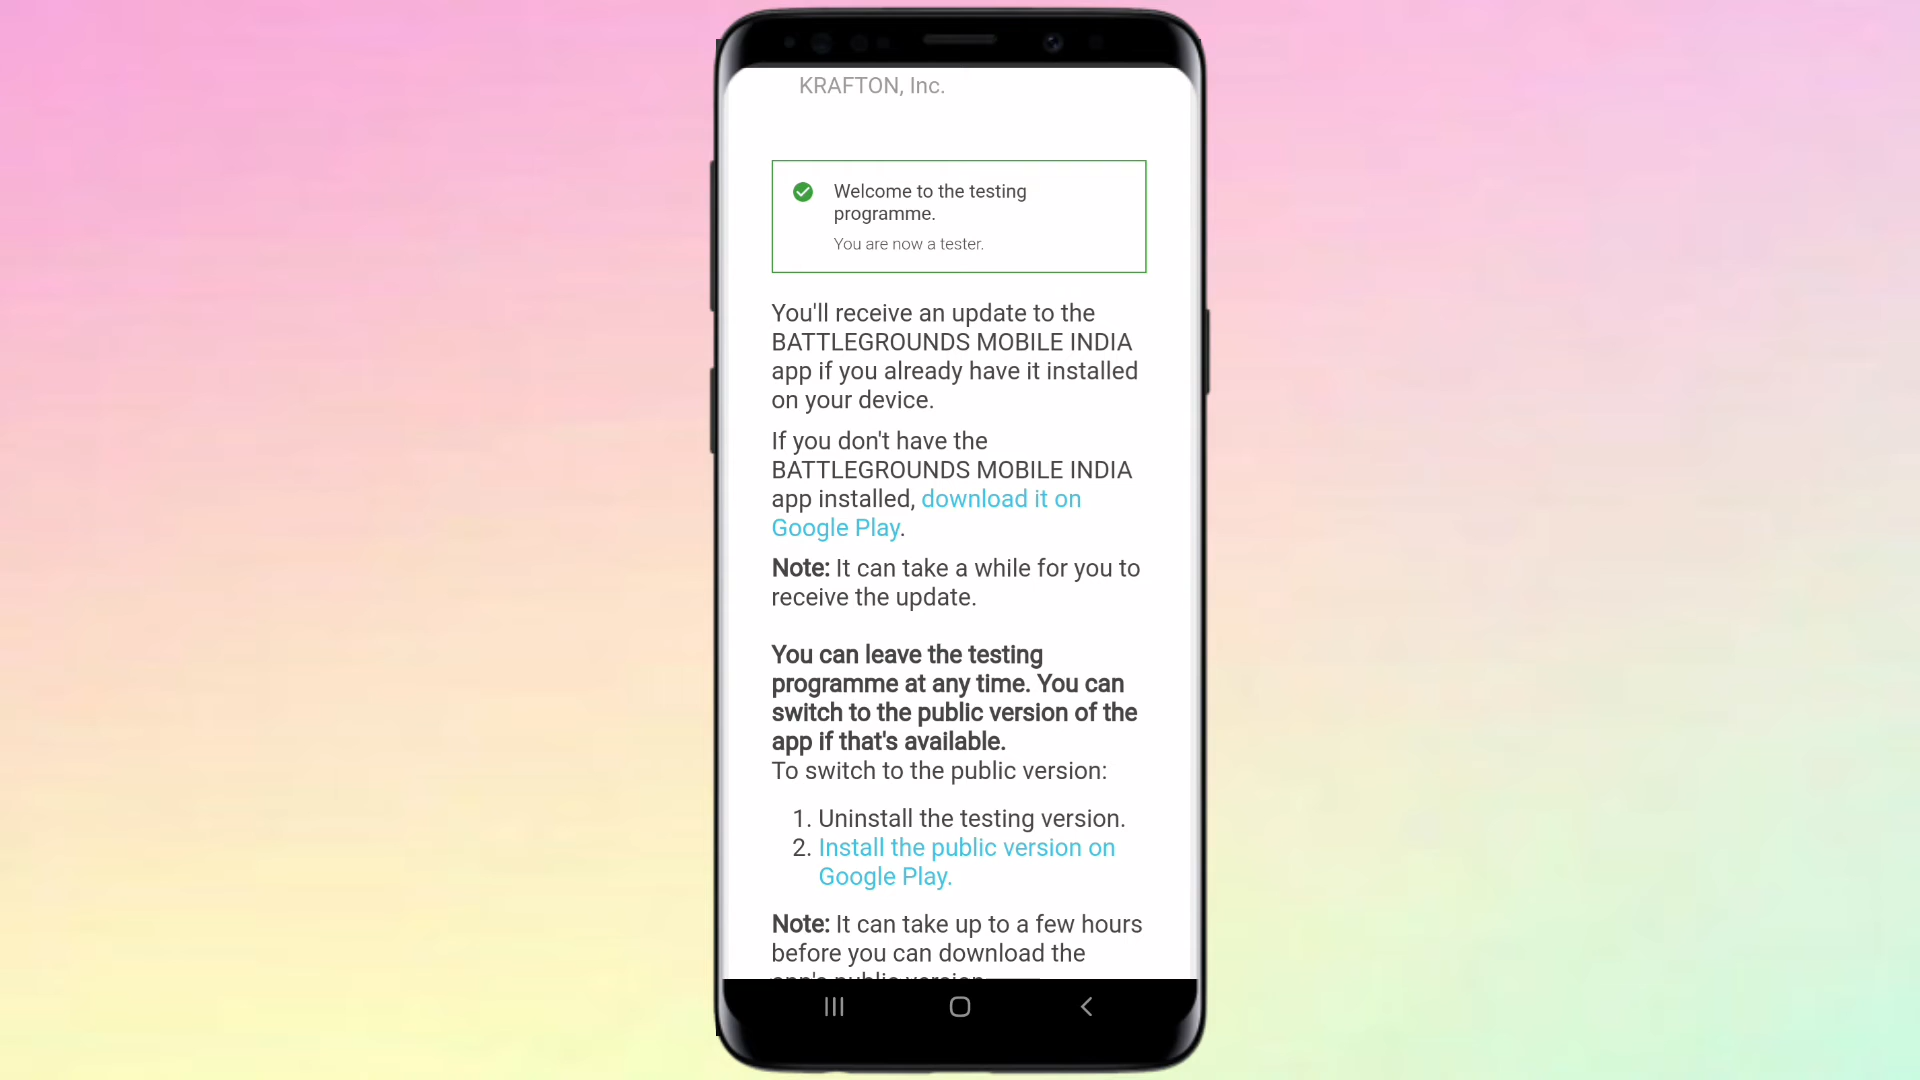 KRAFTON, Inc.
Welcome to the testing
programme.
You are now a tester.
You'll receive an update to the
BATTLEGROUNDS MOBILE INDIA
app if you already have it installed
on your device.
If you don't have the
BATTLEGROUNDS MOBILE INDIA
app installed, download it on
Google Play.
Note: It can take a while for you to
receive the update.
You can leave the testing
programme at any time. You can
switch to the public version of the
app if that's available.
To switch to the public version:
1. Uninstall the testing version.
2. Install the public version on
Google Play.
Note: It can take up to a few hours
before you can download the
app's public version